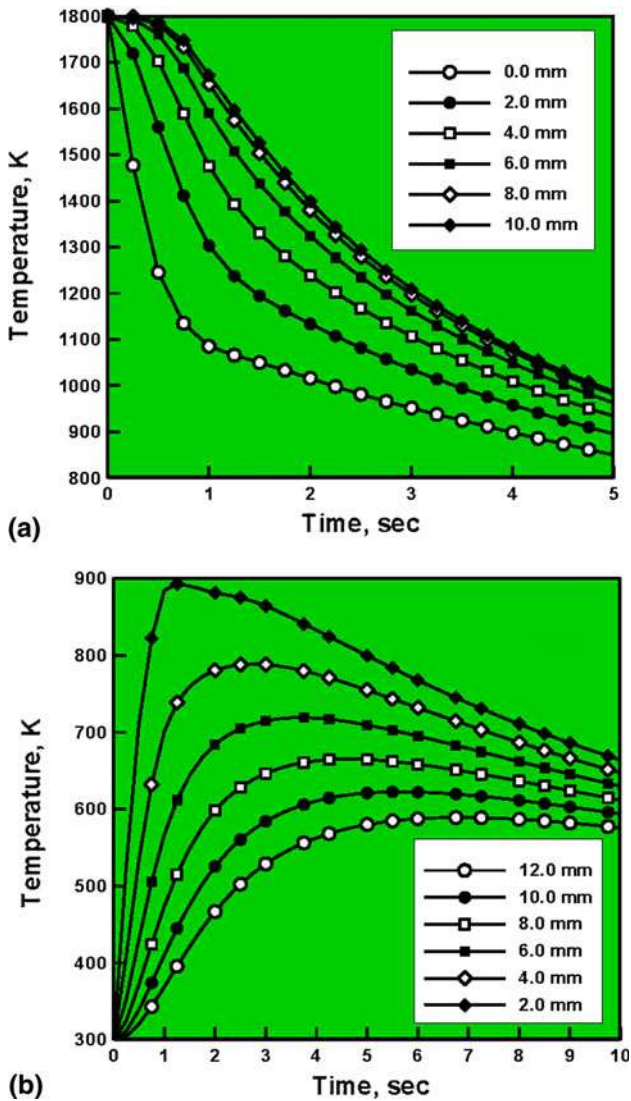 1800
1700
1600
1500
1400
1300
1200
1100
1000
900
800
Temperature, K
0.0 mm
2.0 mm
4.0 mm
6.0 mm
8.0 mm
10.0 mm
0 1 2 3 4 5
Time, sec
(a)
900
800
700
600
500
400
300
Temperature, K
12.0 mm
10.0 mm
8.0 mm
6.0 mm
4.0 mm
2.0 mm
0 1 2 3 4 5 6 7 8 9 10
Time, sec
(b)